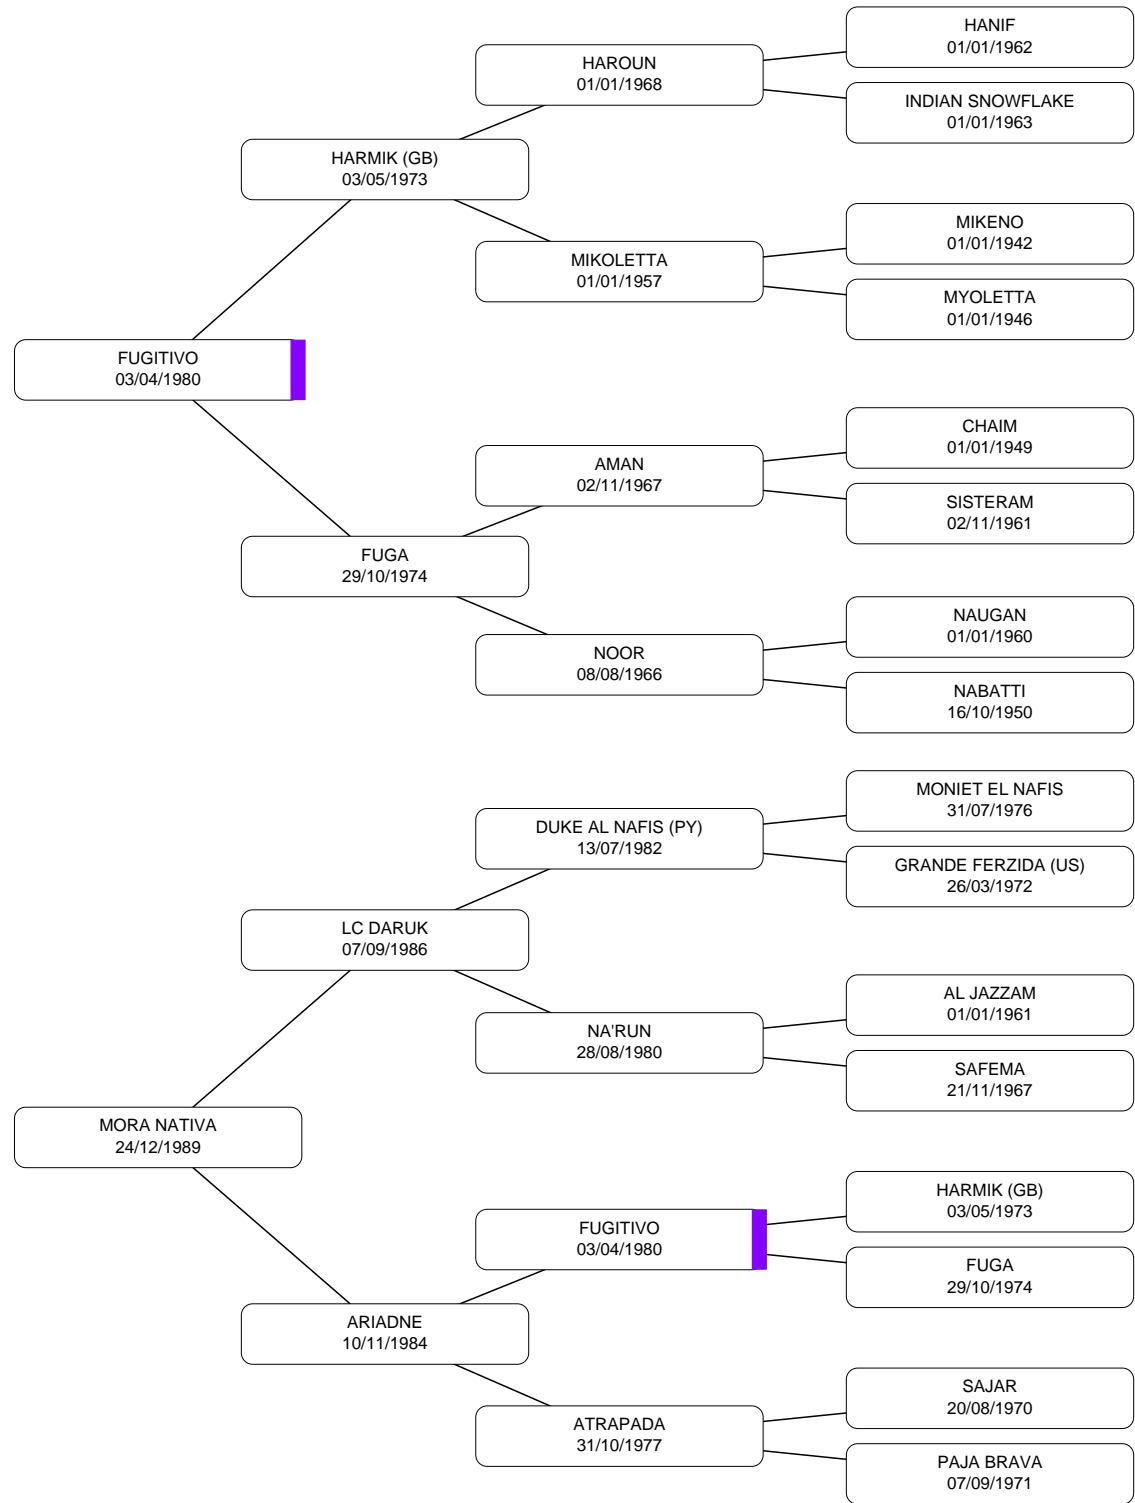 HANIF
01/01/1962
HAROUN
01/01/1968
INDIAN SNOWFLAKE
01/01/1963
HARMIK (GB)
03/05/1973
MIKENO
01/01/1942
MIKOLETTA
01/01/1957
MYOLETTA
01/01/1946
FUGITIVO
03/04/1980
CHAIM
01/01/1949
AMAN
02/11/1967
SISTERAM
02/11/1961
FUGA
29/10/1974
NAUGAN
01/01/1960
NOOR
08/08/1966
NABATTI
16/10/1950
MONIET EL NAFIS
31/07/1976
DUKE AL NAFIS (PY)
13/07/1982
GRANDE FERZIDA (US)
26/03/1972
LC DARUK
07/09/1986
AL JAZZAM
01/01/1961
NA'RUN
28/08/1980
SAFEMA
21/11/1967
MORA NATIVA
24/12/1989
HARMIK (GB)
03/05/1973
FUGITIVO
03/04/1980
FUGA
29/10/1974
ARIADNE
10/11/1984
SAJAR
20/08/1970
ATRAPADA
31/10/1977
PAJA BRAVA
07/09/1971